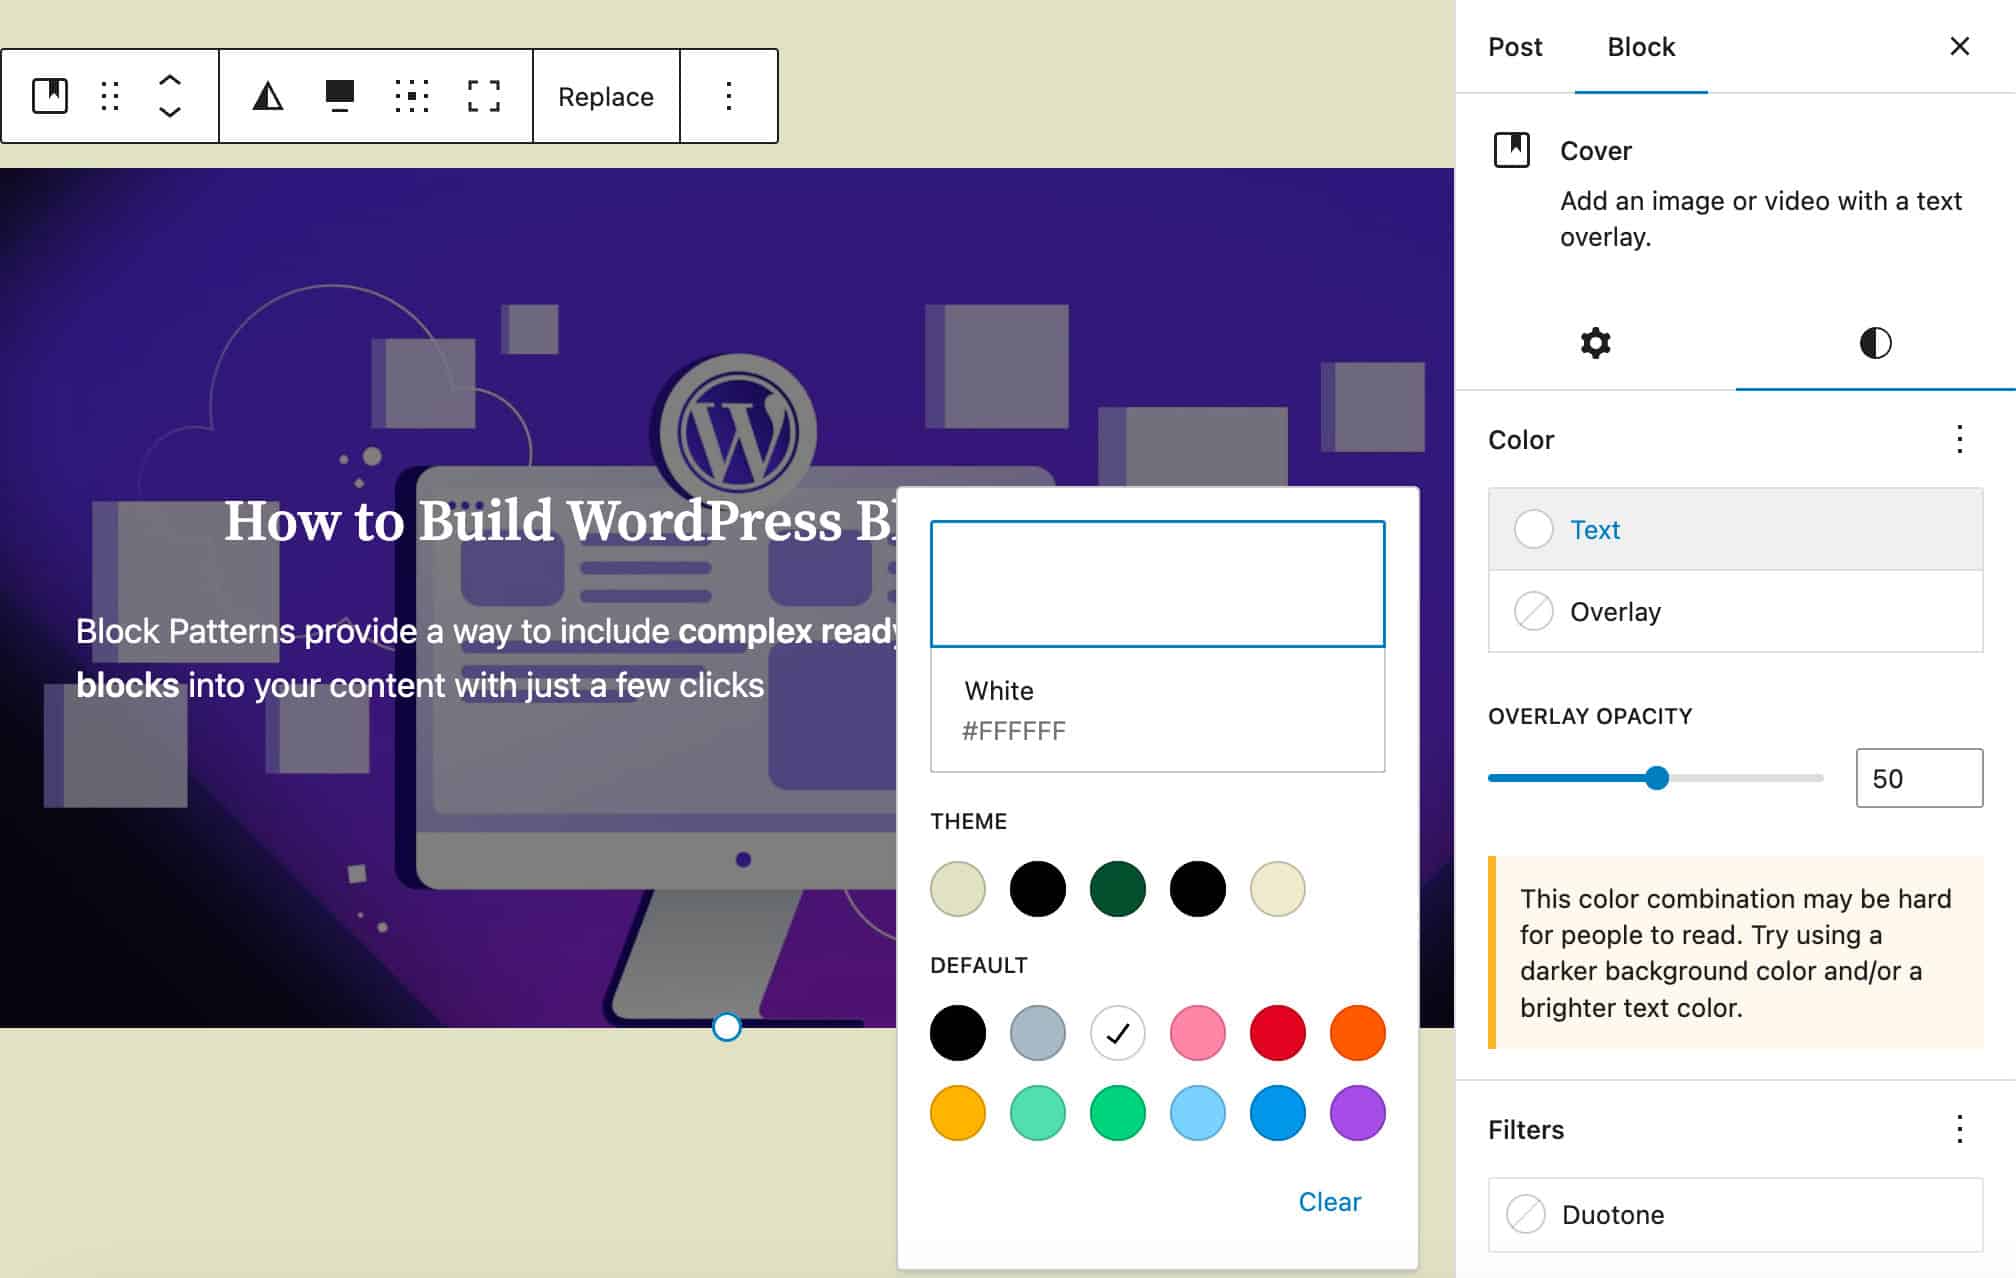 Replace
How to Build WordPress
Block Patterns provide a way to include complex
blocks into your content with just a few clicks
White
#FFFFFF
THEME
DEFAULT
Clear
Post
Block
Cover
Add an image or video with a text
overlay.
Color
Text
Overlay
OVERLAY OPACITY
50
This color combination may be hard
for people to read. Try using a
darker background color and/or a
brighter text color.
Filters
Duotone